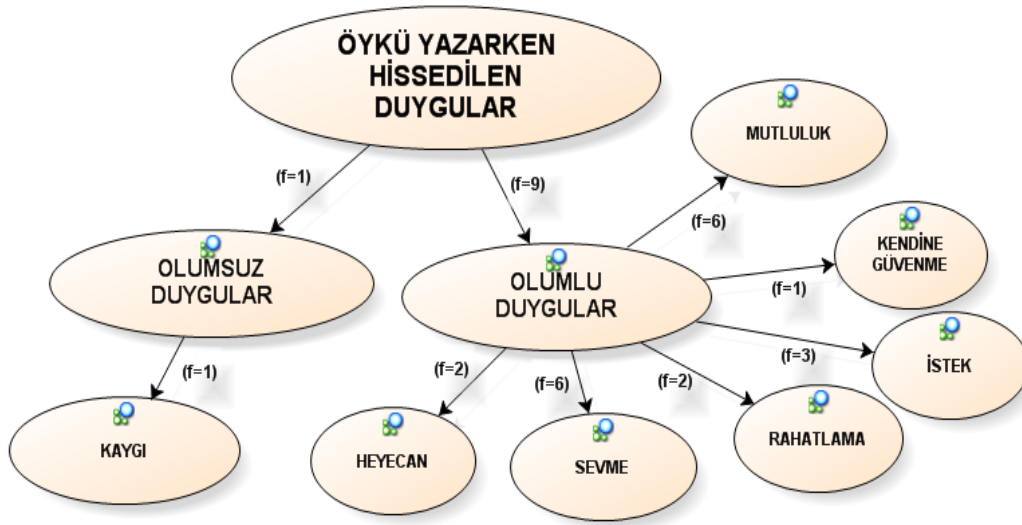 ÖYKÜ YAZARKEN
HİSSEDİLEN
DUYGULAR
MUTLULUK
(f=1)
(f=9)
(f=6)
KENDİNE
GÜVENME
OLUMSUZ
DUYGULAR
OLUMLU
DUYGULAR
(f=1)
(f=3)
İSTEK
(f=1)
(f=2)
(f=6)
(f=2)
KAYGI
HEYECAN
SEVME
RAHATLAMA